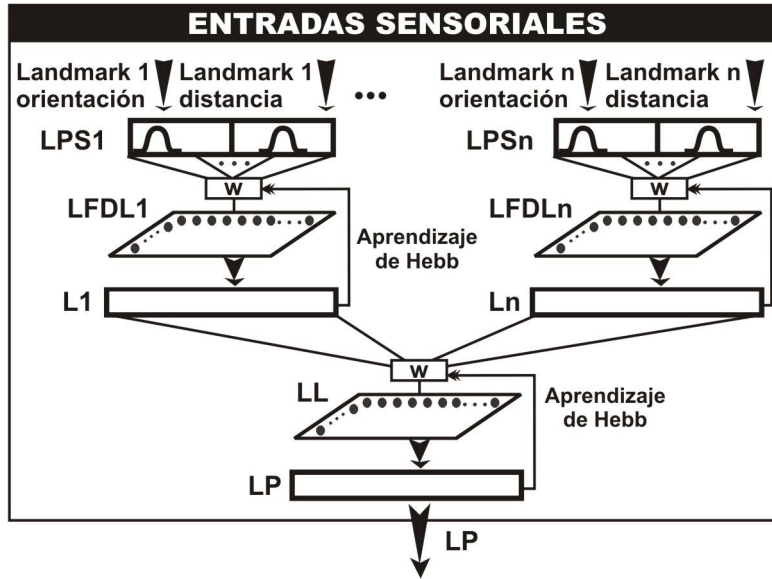 ENTRADAS SENSORIALES
Landmark 1
orientación
Landmark 1
distancia
...
Landmark n
orientación
Landmark n
distancia
LPS1
...
LPSn
...
W
W
LFDL1
LFDLn
Aprendizaje
de Hebb
L1
Ln
W
LL
Aprendizaje
de Hebb
LP
LP